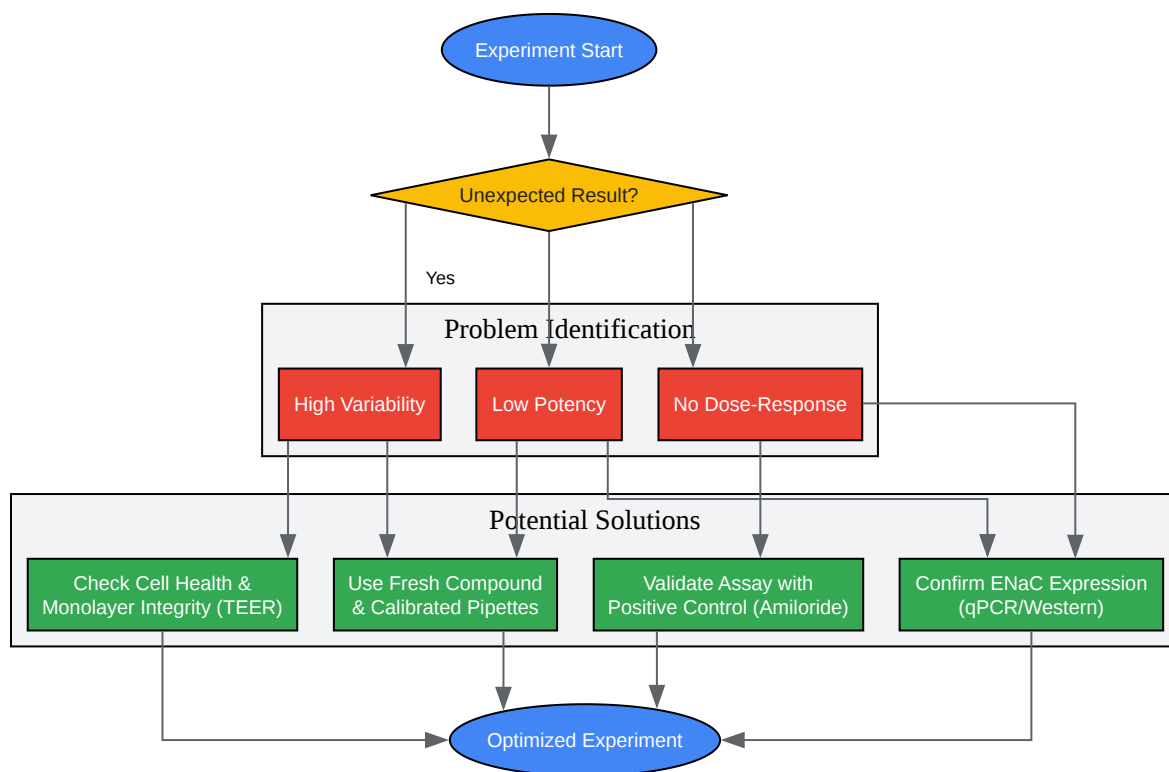 Experiment Start
Unexpected Result?
Yes
Problem Identification
High Variability
Low Potency
No Dose-Response
Potential Solutions
Check Cell Health &
Monolayer Integrity (TEER)
Use Fresh Compound
& Calibrated Pipettes
Validate Assay with
Positive Control (Amiloride)
Confirm ENaC Expression
(qPCR/Western)
Optimized Experiment